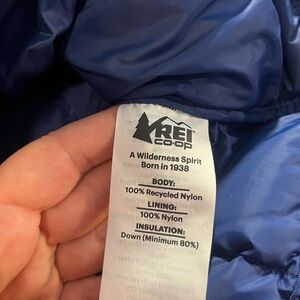 REI
CO·OP
A Wilderness Spirit
Born in 1938
BODY:
100% Recycled Nylon
LINING:
100% Nylon
INSULATION:
Down (Minimum 80%)